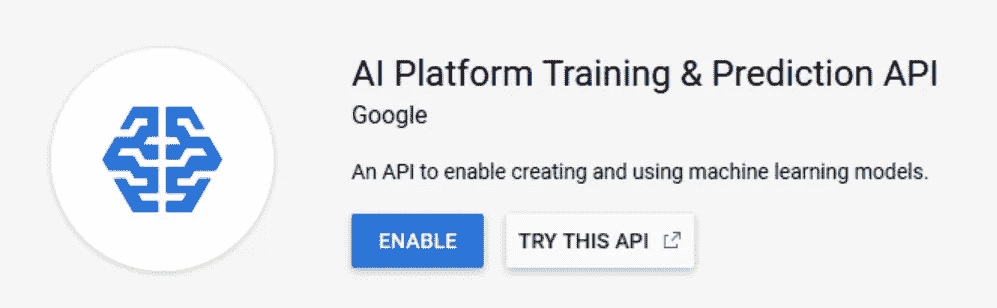 AI Platform Training & Prediction API
Google
An API to enable creating and using machine learning models.
ENABLE
TRY THIS API